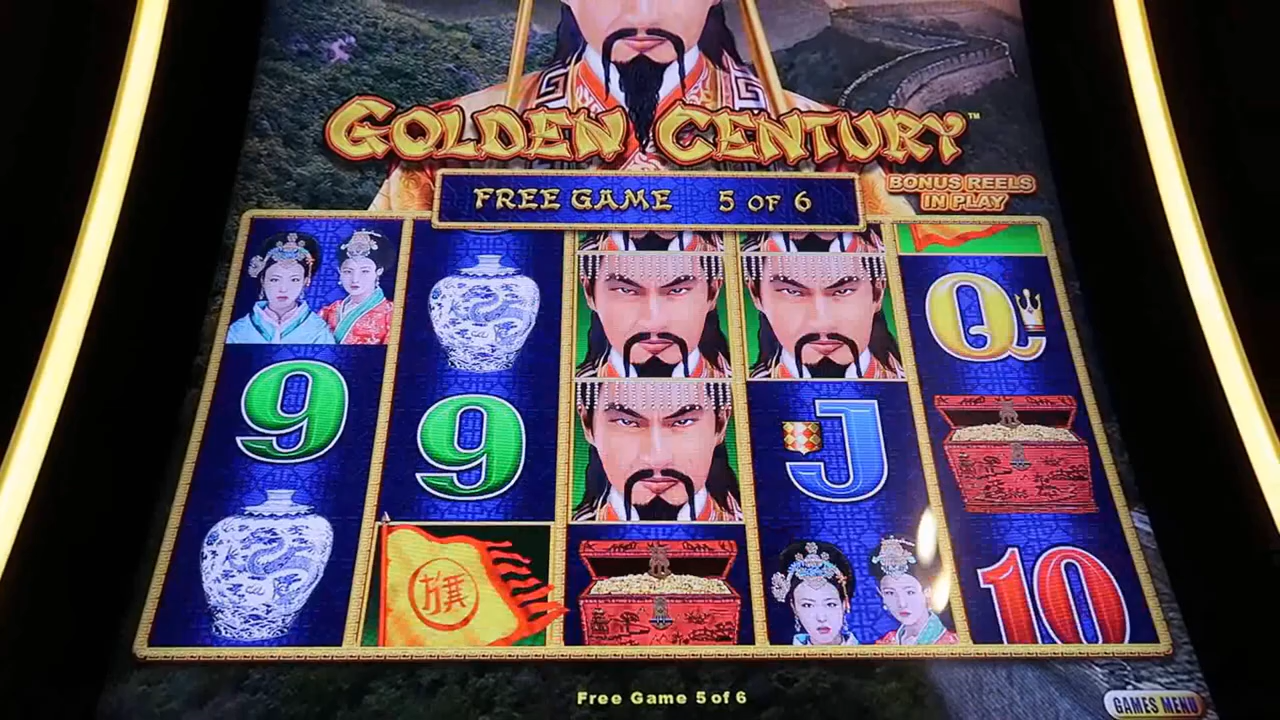 GOLDEN CENTURY™
FREE GAME 5 OF 6
BONUS REELS
IN PLAY
Q
9
9
J
旗
10
Free Game 5 of 6
GAMES MENU